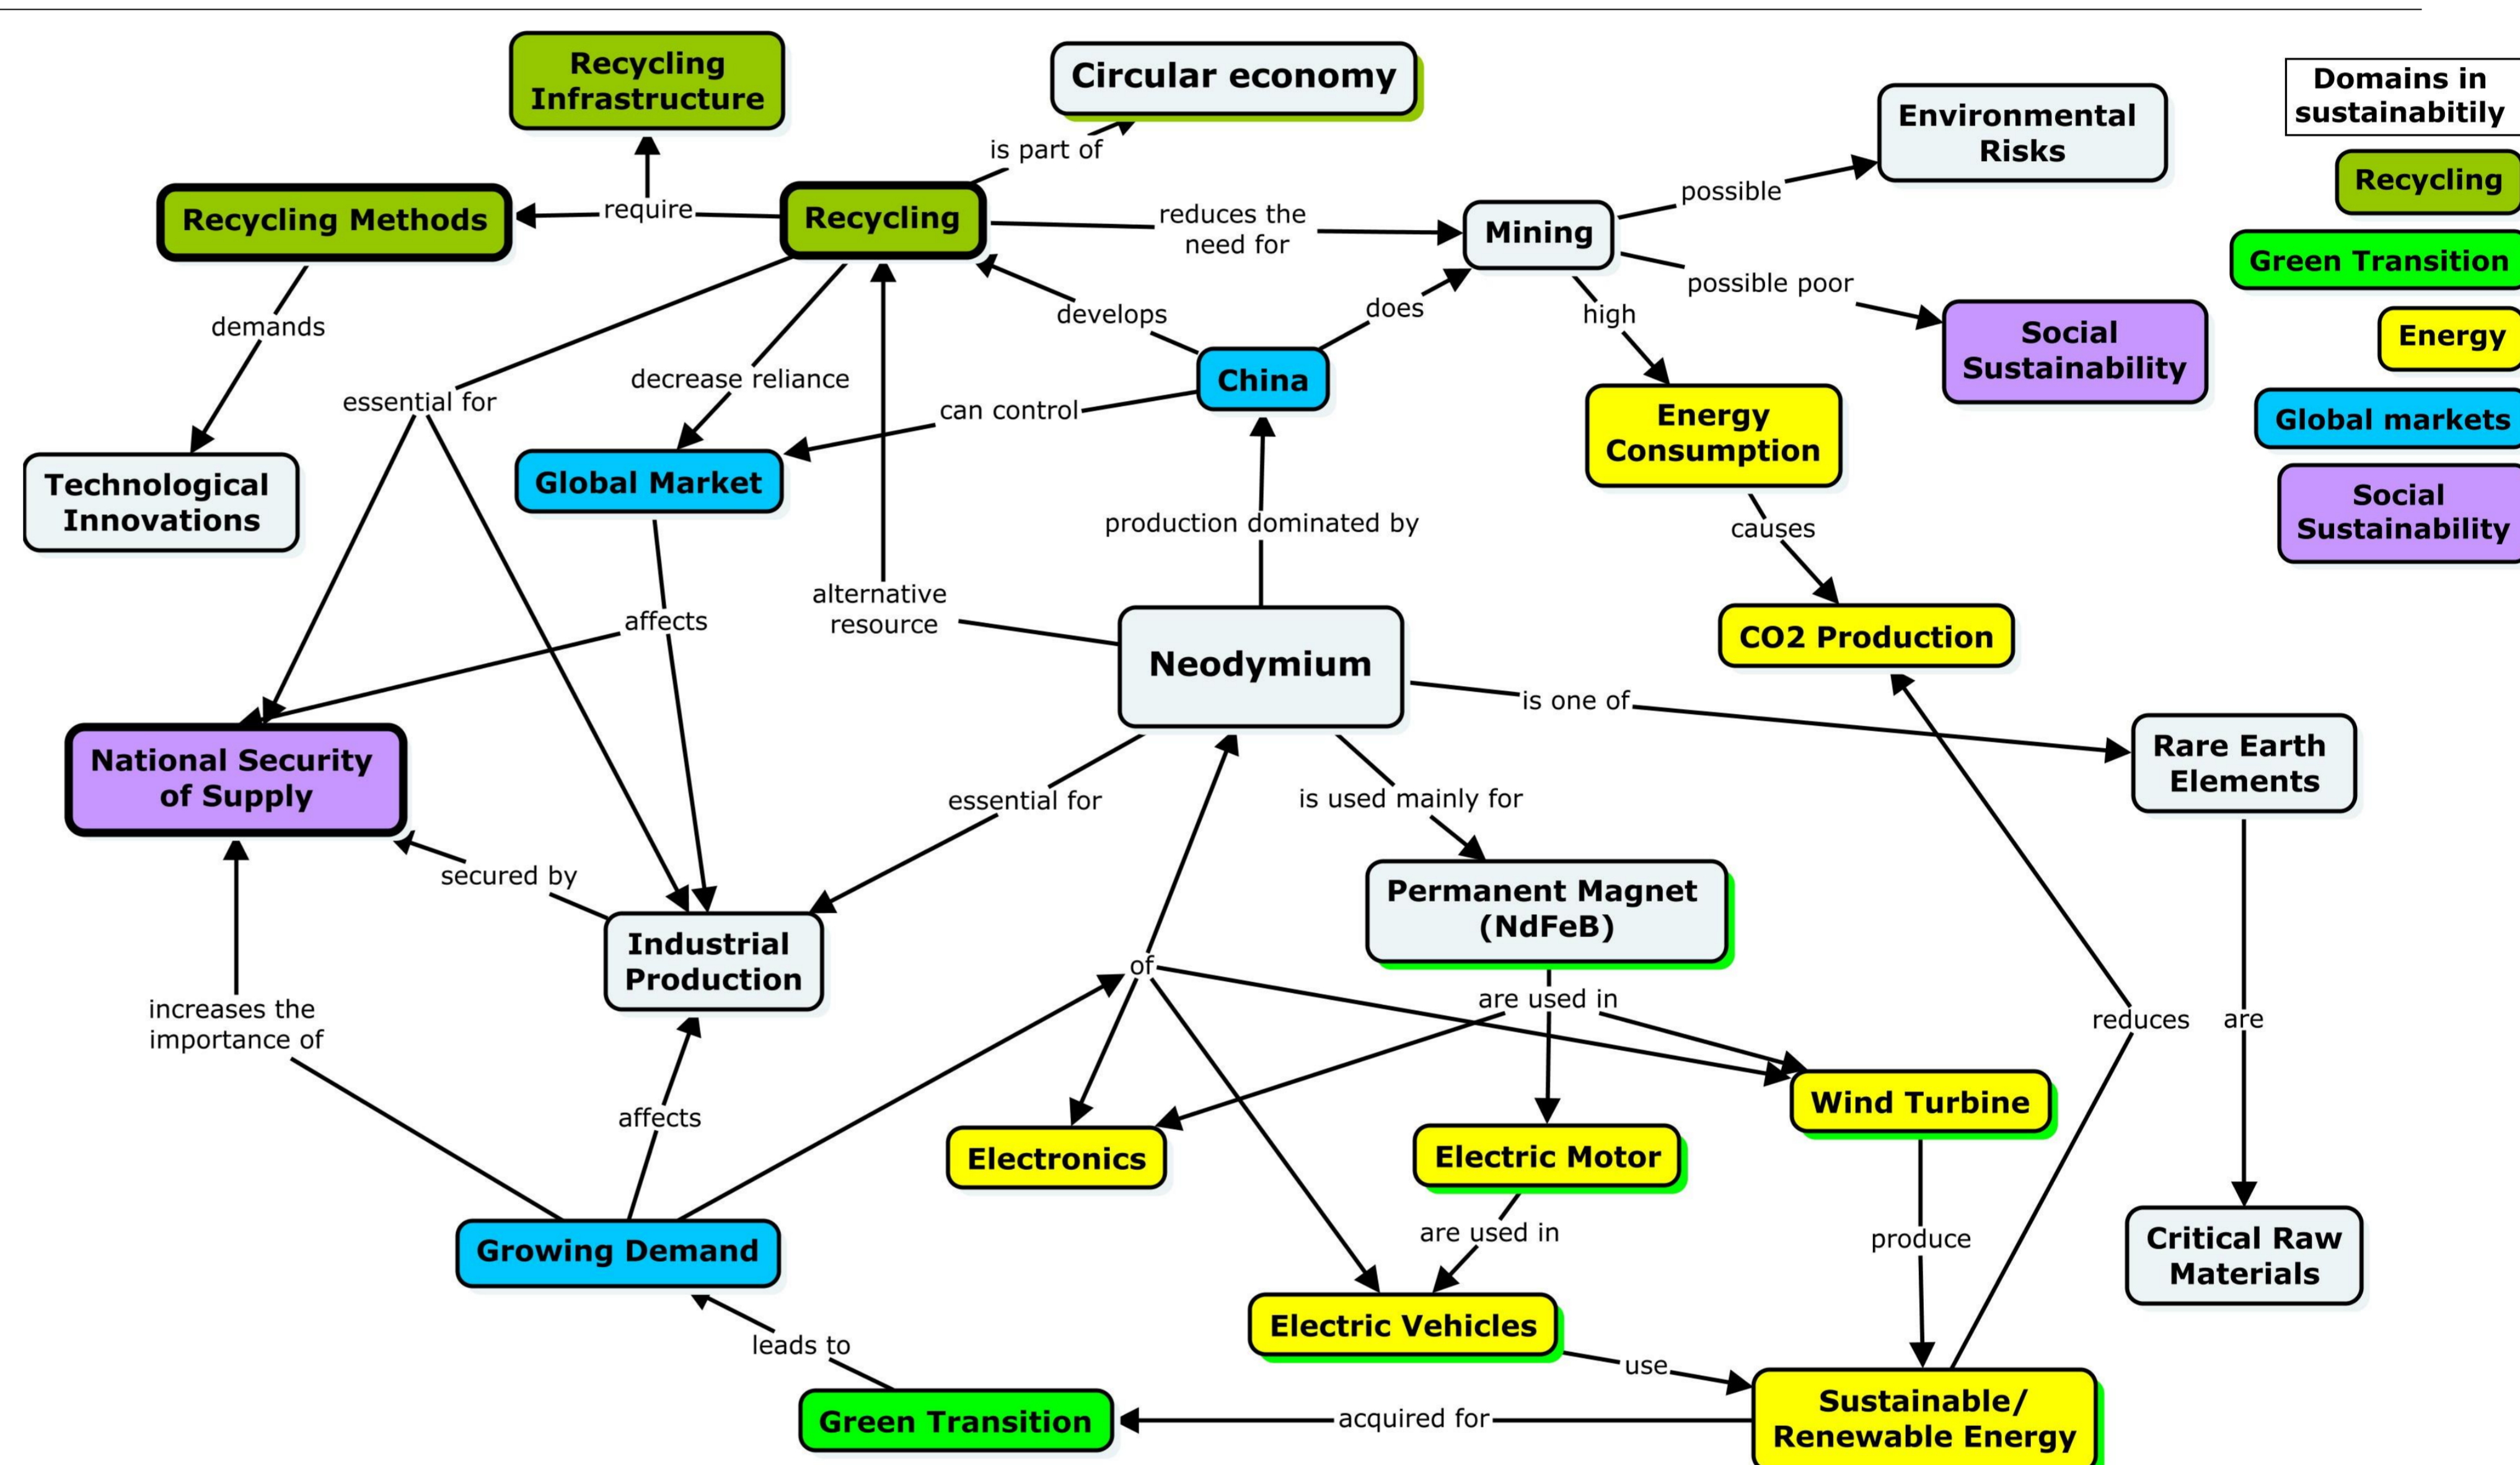 Recycling
Infrastructure
Circular economy
Domains in
sustainabitily
Environmental
Risks
is part of
Recycling
possible
Recycling Methods
require
Recycling
reduces the
need for
Mining
Green Transition
possible poor
demands
develops
does
high
Social
Sustainability
Energy
decrease reliance
China
essential for
can control
Energy
Consumption
Global markets
Technological
Innovations
Global Market
Social
Sustainability
production dominated by
causes
alternative
resource
affects
CO2 Production
Neodymium
is one of
National Security
of Supply
Rare Earth
Elements
essential for
is used mainly for
secured by
Permanent Magnet
(NdFeB)
Industrial
Production
of
increases the
importance of
are used in
reduces
are
affects
Wind Turbine
Electronics
Electric Motor
Growing Demand
are used in
produce
Critical Raw
Materials
leads to
Electric Vehicles
use
Green Transition
acquired for
Sustainable/
Renewable Energy